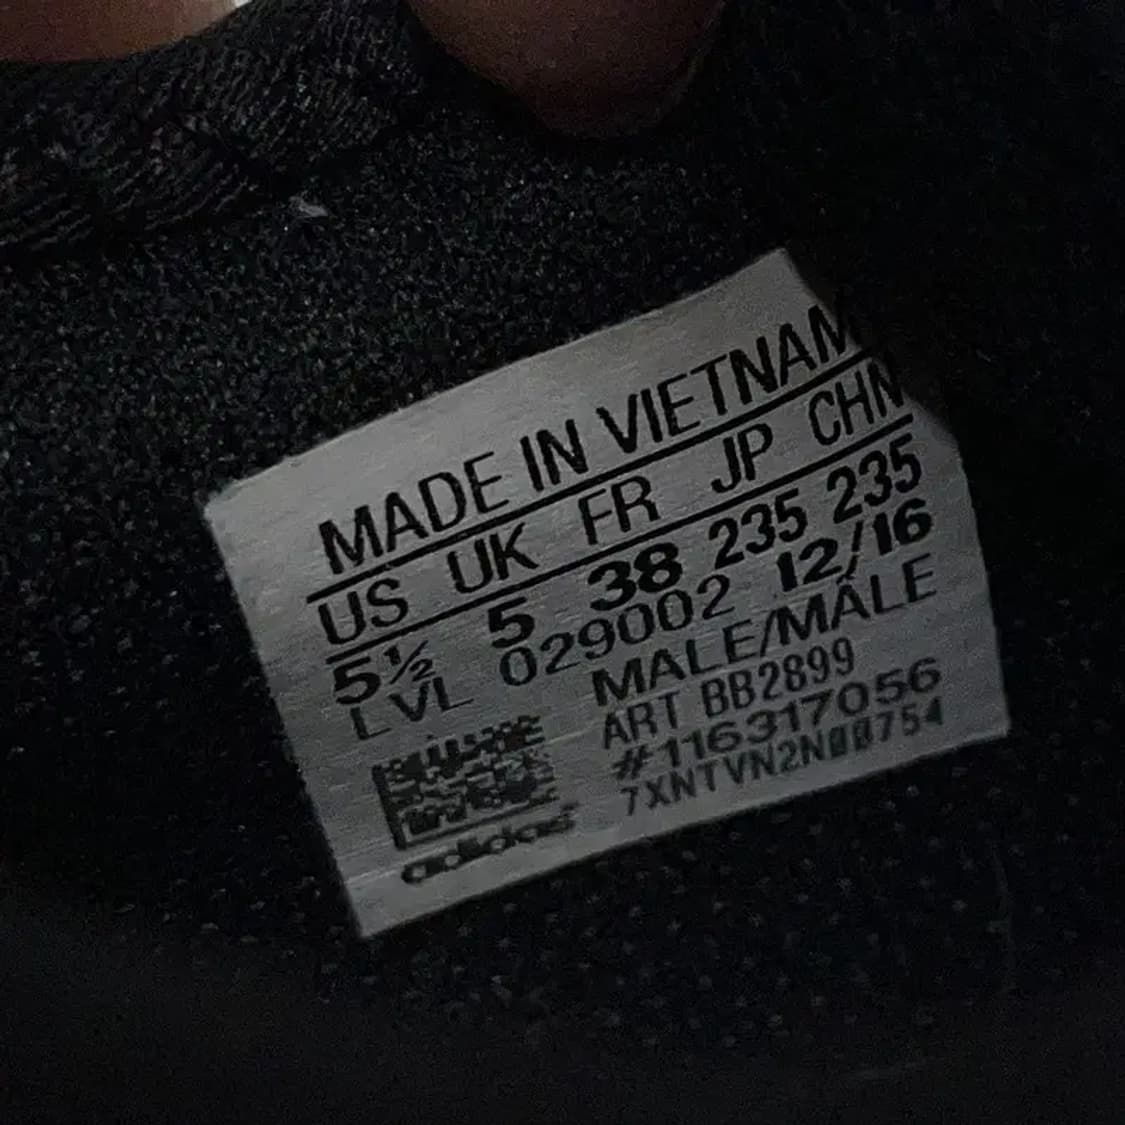 MADE IN VIETNAM
US UK FR JP CHN
5½ 5 38 235 235
LVL 029002 12/16
MALE/MÂLE
ART BB2899
#116317056
7XNTVN2N00754
adidas